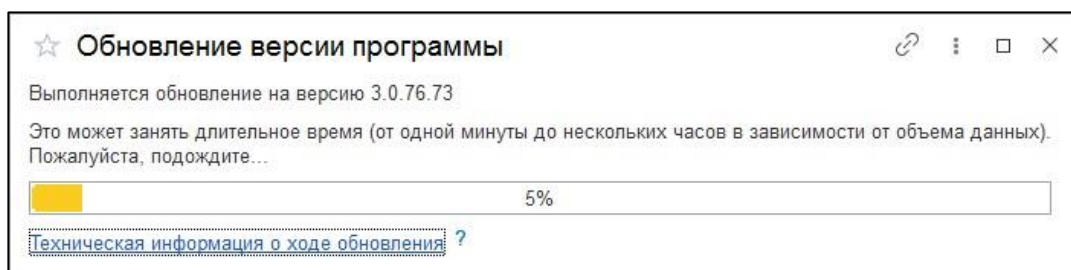 Обновление версии программы
Выполняется обновление на версию 3.0.76.73
Это может занять длительное время (от одной минуты до нескольких часов в зависимости от объема данных).
Пожалуйста, подождите...
5%
Техническая информация о ходе обновления ?